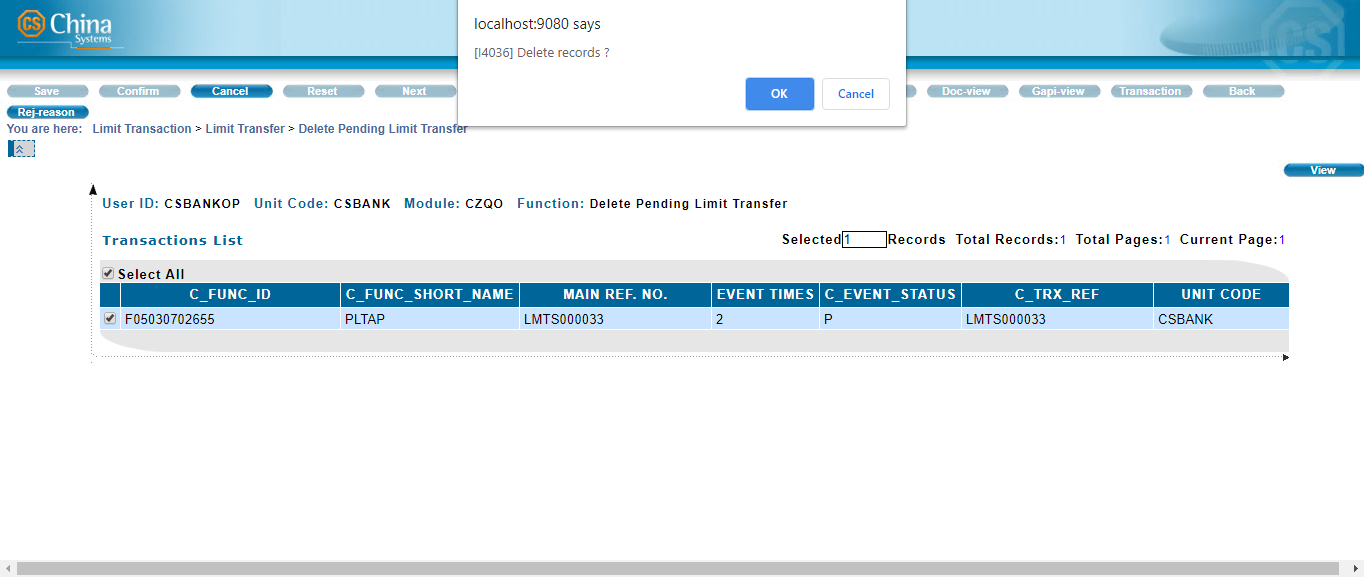 CS China
Systems
localhost:9080 says
[I4036] Delete records ?
OK Cancel
Save Confirm Cancel Reset Next Doc-view Gapi-view Transaction Back
Rej-reason
You are here: Limit Transaction > Limit Transfer > Delete Pending Limit Transfer
View
User ID: CSBANKOP Unit Code: CSBANK Module: CZQO Function: Delete Pending Limit Transfer
Transactions List Selected 1 Records Total Records:1 Total Pages:1 Current Page:1
Select All
C_FUNC_ID C_FUNC_SHORT_NAME MAIN REF. NO. EVENT TIMES C_EVENT_STATUS C_TRX_REF UNIT CODE
F05030702655 PLTAP LMTS000033 2 P LMTS000033 CSBANK